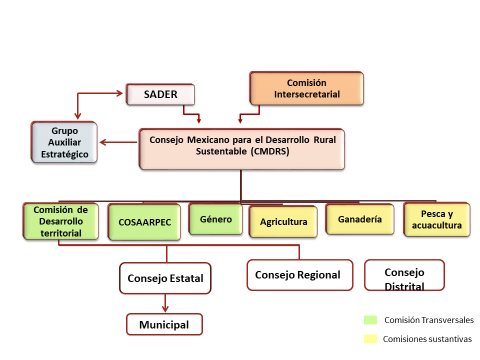 Comisión
Intersecretarial
SADER
Grupo
Auxiliar
Estratégico
Consejo Mexicano para el Desarrollo Rural
Sustentable (CMDRS)
Comisión de
Desarrollo
territorial
COSAARPEC
Género
Agricultura
Ganadería
Pesca y
acuacultura
Consejo Estatal
Consejo Regional
Consejo
Distrital
Municipal
Comisión Transversales
Comisiones sustantivas